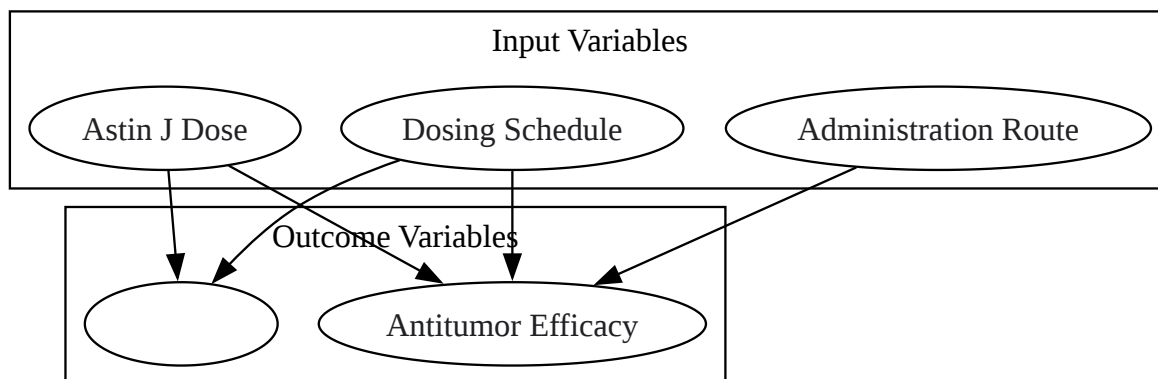 Input Variables
Astin J Dose
Dosing Schedule
Administration Route
Outcome Variables
Antitumor Efficacy